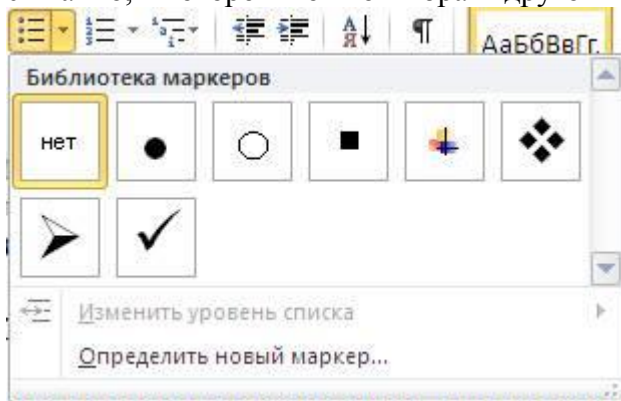 АаБбВвГг,
Библиотека маркеров
нет
Изменить уровень списка
Определить новый маркер...